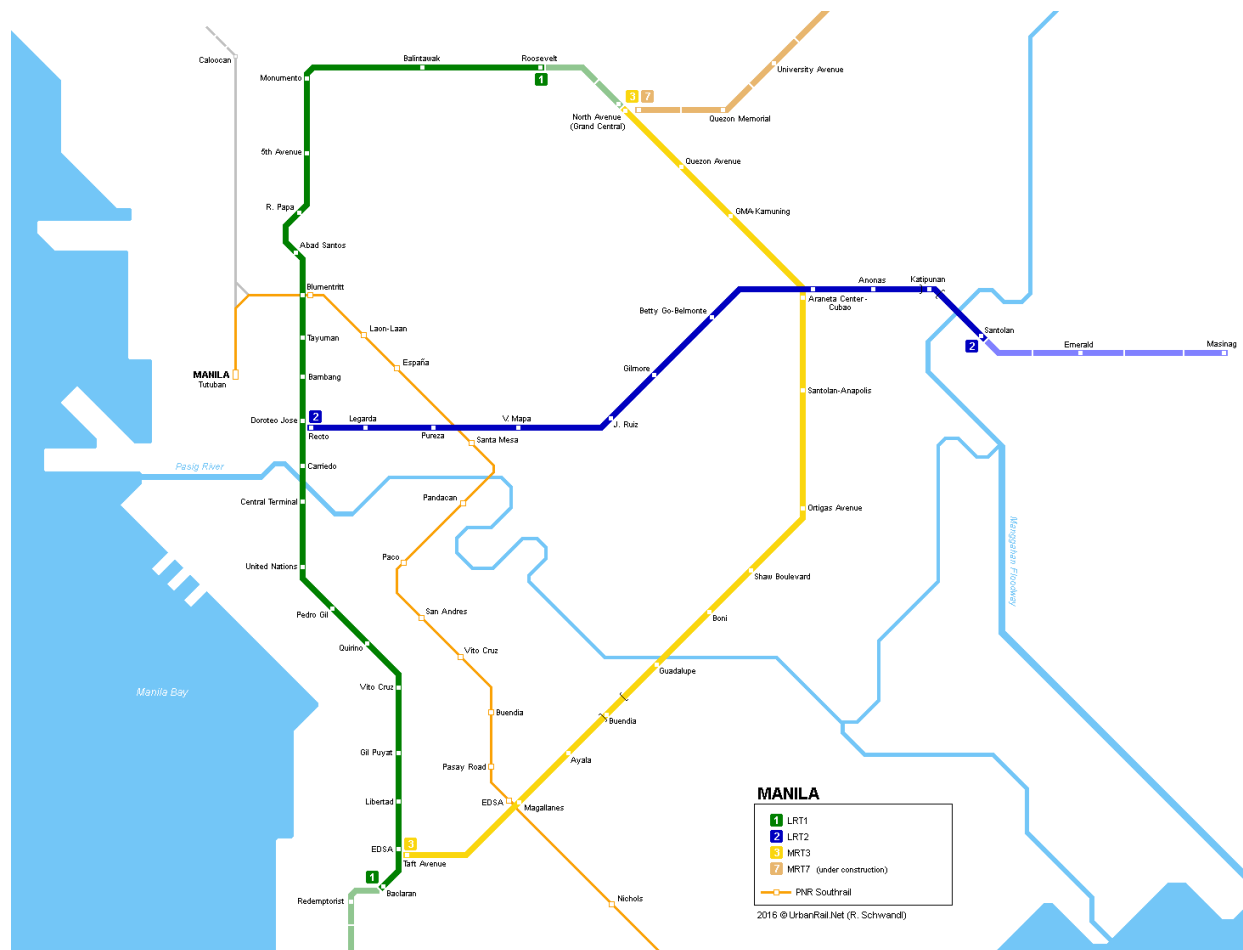 Caloocan
Balintawak
Roosevelt
1
Monumento
3 7
North Avenue
(Grand Central)
University Avenue
Quezon Memorial
5th Avenue
Quezon Avenue
R. Papa
GMA-Kamuning
Abad Santos
Blumentritt
Anonas
Katipunan
Araneta Center-
Cubao
Betty Go-Belmonte
Laon-Laan
Tayuman
Santolan
2
Emerald
Masinag
España
MANILA
Tutuban
Bambang
Gilmore
Santolan-Anapolis
Doroteo Jose
2
Legarda
V. Mapa
J. Ruiz
Recto
Pureza
Santa Mesa
Pasig River
Carriedo
Central Terminal
Pandacan
Ortigas Avenue
Manggahan Floodway
United Nations
Paco
Shaw Boulevard
Pedro Gil
San Andres
Boni
Quirino
Vito Cruz
Guadalupe
Vito Cruz
Manila Bay
Buendia
Buendia
Gil Puyat
Pasay Road
Ayala
Libertad
EDSA
Magallanes
EDSA
3
Taft Avenue
1
Baclaran
Redemptorist
Nichols
MANILA
1 LRT1
2 LRT2
3 MRT3
7 MRT7 (under construction)
PNR Southrail
2016 © UrbanRail.Net (R. Schwandl)